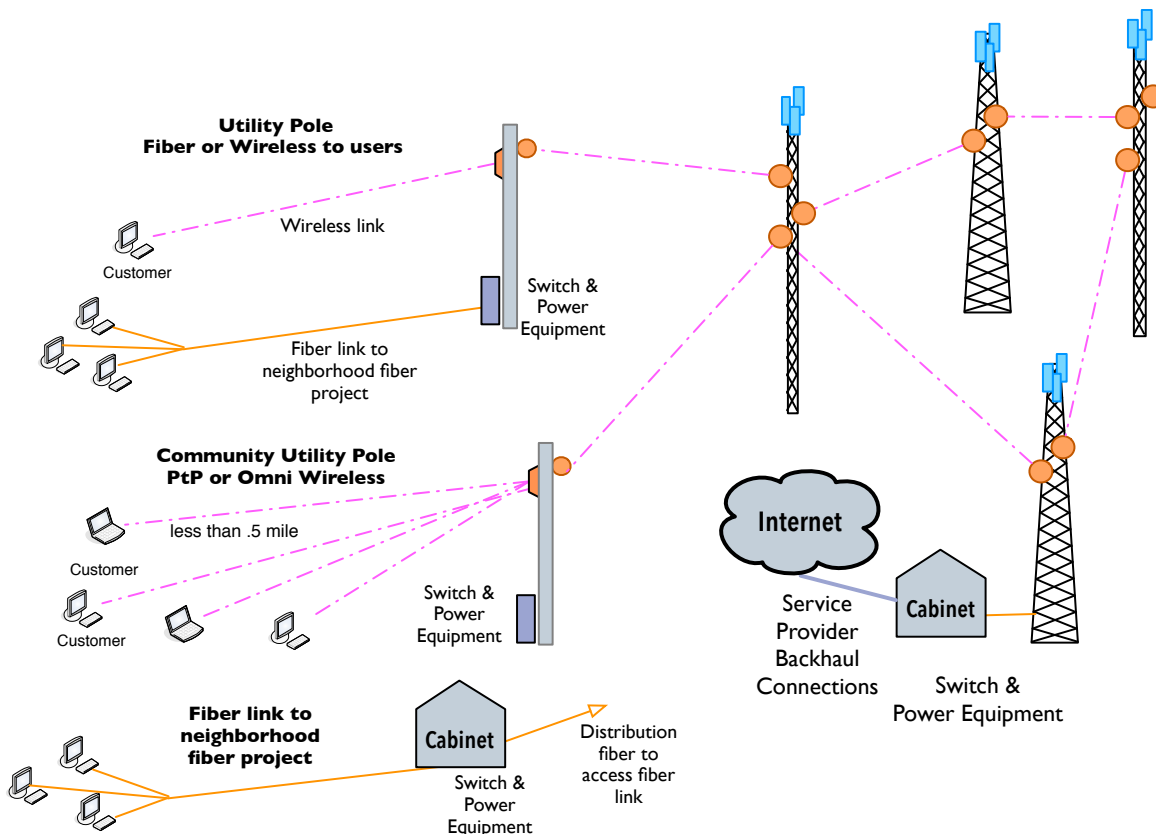 Utility Pole
Fiber or Wireless to users
Wireless link
Customer
Switch &
Power
Equipment
Fiber link to
neighborhood fiber
project
Community Utility Pole
PtP or Omni Wireless
less than .5 mile
Customer
Customer
Switch &
Power
Equipment
Internet
Cabinet
Service
Provider
Backhaul
Connections
Switch &
Power Equipment
Fiber link to
neighborhood
fiber project
Cabinet
Switch &
Power
Equipment
Distribution
fiber to
access fiber
link